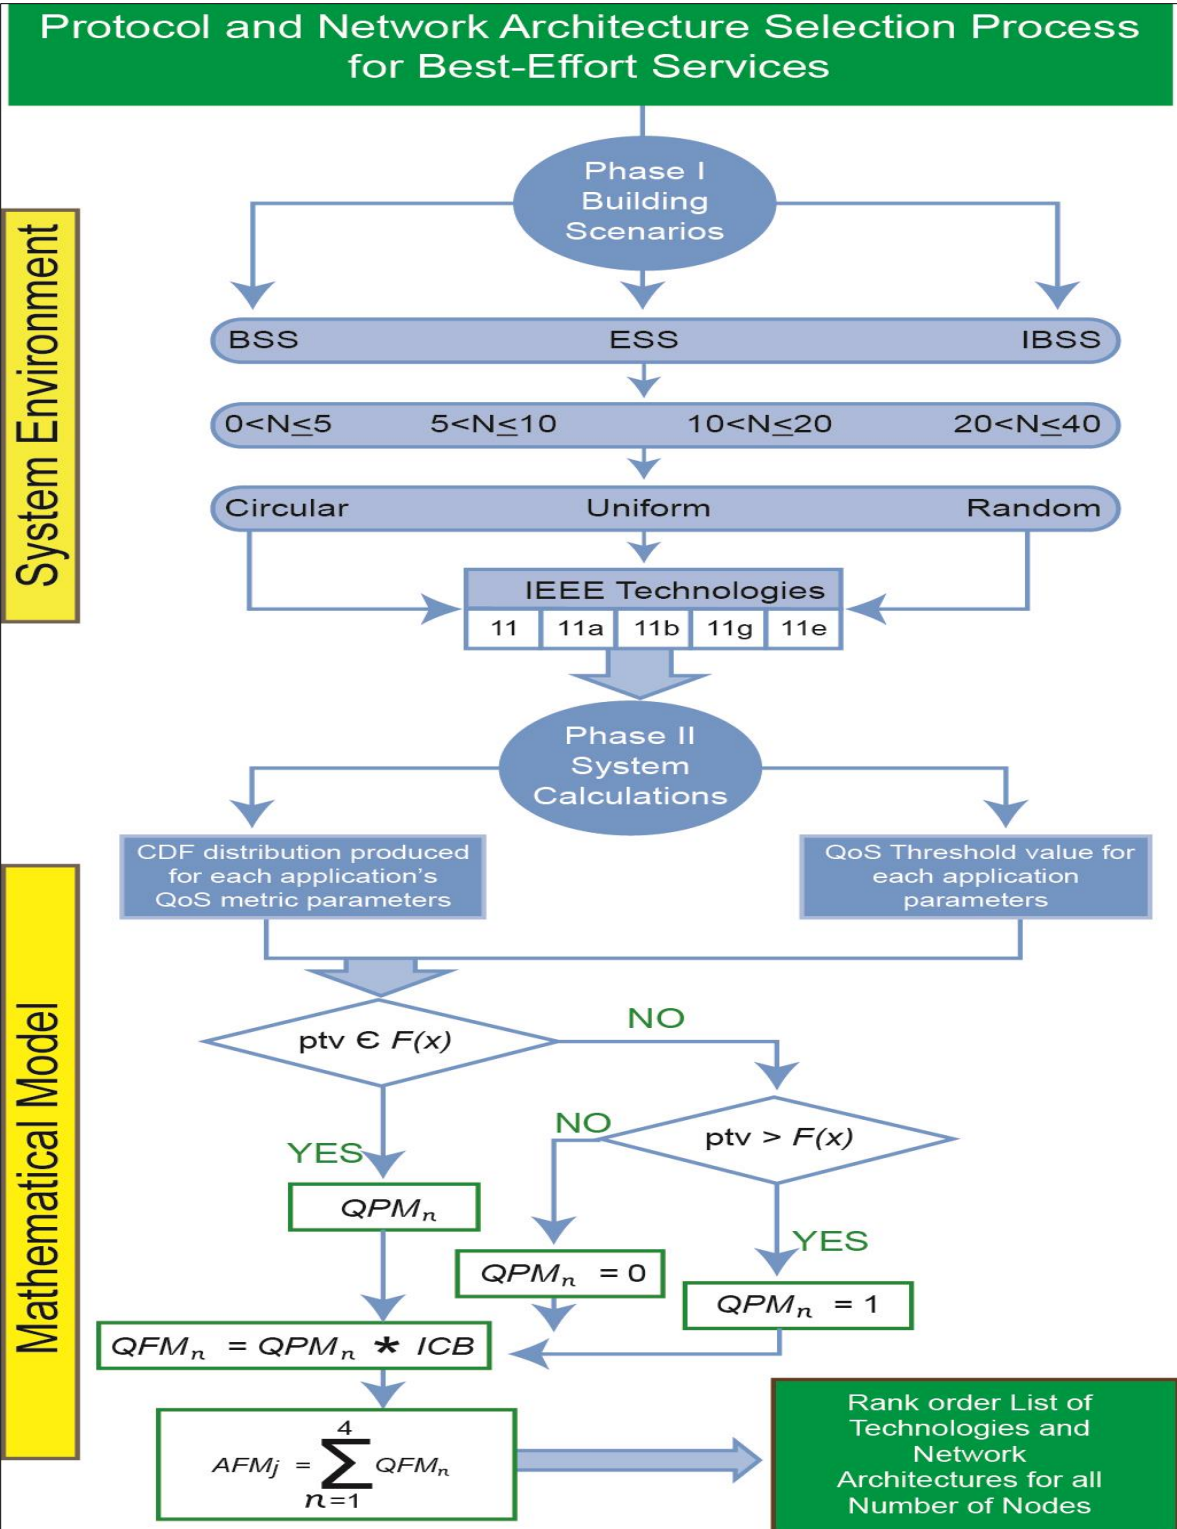 Protocol and Network Architecture Selection Process
for Best-Effort Services
Phase I
Building
Scenarios
System Environment
BSS ESS IBSS
0<N≤5 5<N≤10 10<N≤20 20<N≤40
Circular Uniform Random
IEEE Technologies
11 11a 11b 11g 11e
Phase II
System
Calculations
CDF distribution produced
for each application's
QoS metric parameters
QoS Threshold value for
each application
parameters
Mathematical Model
ptv Є F(x)
NO
ptv > F(x)
NO
YES
QPMₙ
YES
QPMₙ = 0
QPMₙ = 1
QFMₙ = QPMₙ * ICB
AFMⱼ = ∑ QFMₙ
4
n=1
Rank order List of
Technologies and
Network
Architectures for all
Number of Nodes